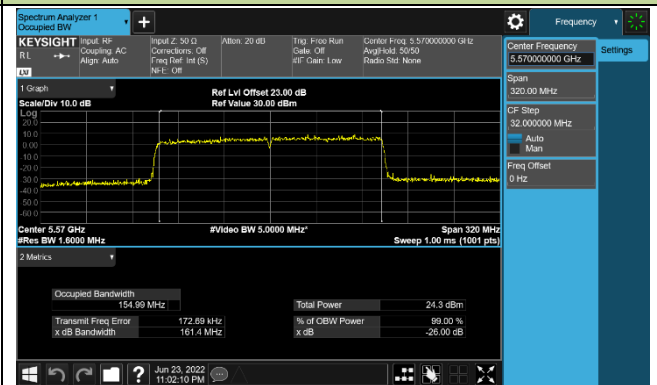 Spectrum Analyzer 1
Occupied BW
+
Frequency
KEYSIGHT
RL
LXI
Input: RF
Coupling: AC
Align: Auto
Input Z: 50 Ω
Corrections: Off
Freq Ref: Int (S)
NFE: Off
Atten: 20 dB
Trig: Free Run
Gate: Off
#IF Gain: Low
Center Freq: 5.570000000 GHz
Avg|Hold: 50/50
Radio Std: None
Center Frequency
5.570000000 GHz
Settings
Span
320.00 MHz
CF Step
32.000000 MHz
Auto
Man
Freq Offset
0 Hz
1 Graph
Scale/Div 10.0 dB
Ref Lvl Offset 23.00 dB
Ref Value 30.00 dBm
Log
20.0
10.0
0.00
-10.0
-20.0
-30.0
-40.0
-50.0
-60.0
Center 5.57 GHz
#Res BW 1.6000 MHz
#Video BW 5.0000 MHz*
Span 320 MHz
Sweep 1.00 ms (1001 pts)
2 Metrics
Occupied Bandwidth
154.99 MHz
Total Power 24.3 dBm
Transmit Freq Error 172.69 kHz
% of OBW Power 99.00 %
x dB Bandwidth 161.4 MHz
x dB -26.00 dB
?
Jun 23, 2022
11:02:10 PM